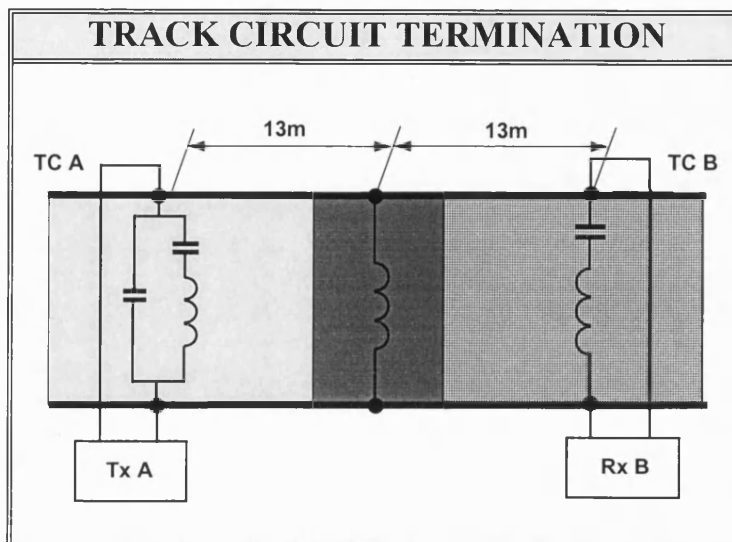 TRACK CIRCUIT TERMINATION
13m 13m
TC A TC B
Tx A Rx B